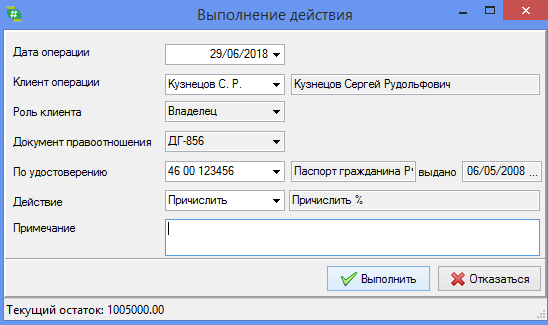 Выполнение действия
Дата операции 29/06/2018
Клиент операции Кузнецов С. Р. Кузнецов Сергей Рудольфович
Роль клиента Владелец
Документ правоотношения ДГ-856
По удостоверению 46 00 123456 Паспорт гражданина РФ выдано 06/05/2008 ...
Действие Причислить Причислить %
Примечание
Выполнить Отказаться
Текущий остаток: 1005000.00